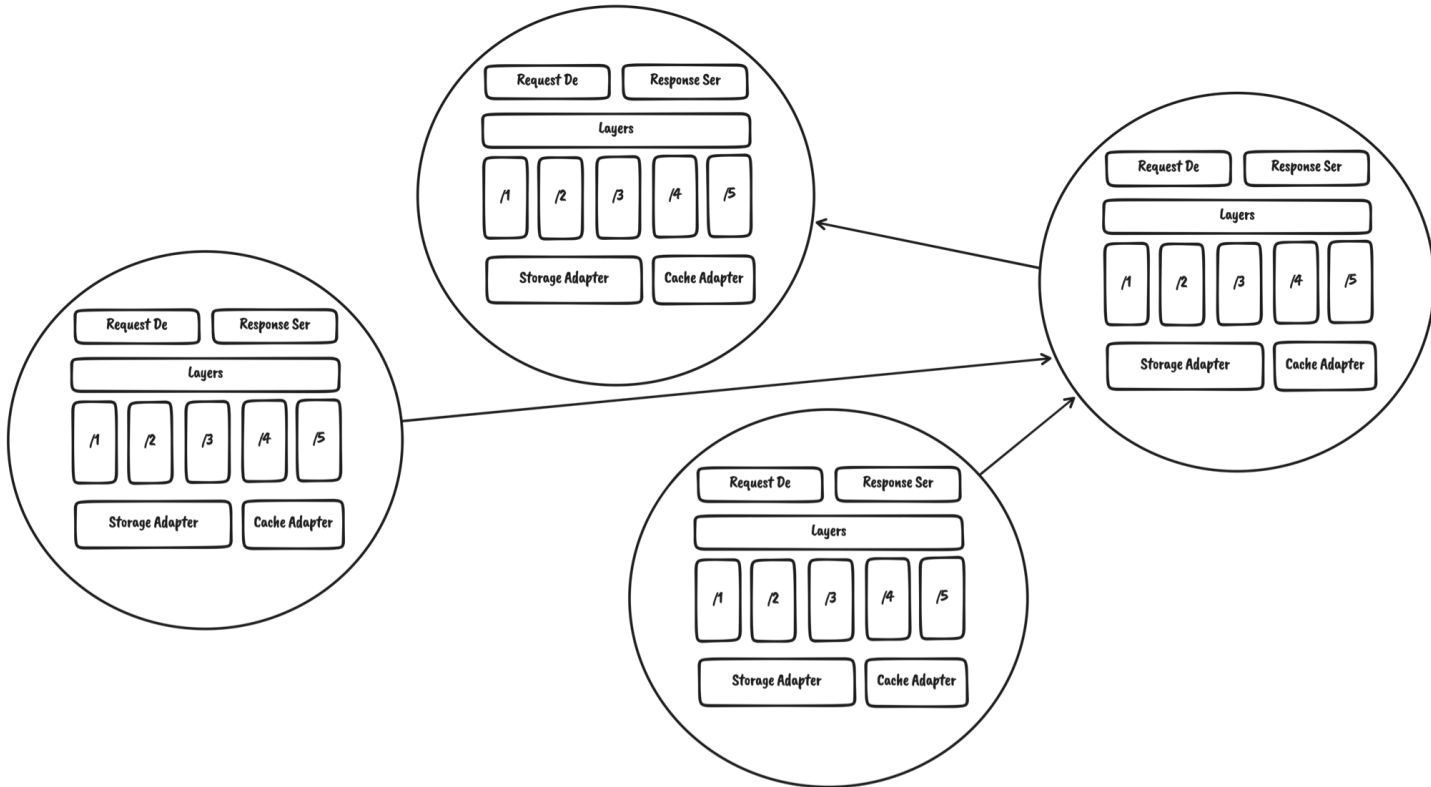 Request De
Response Ser
Layers
/1
/2
/3
/4
/5
Storage Adapter
Cache Adapter
Request De
Response Ser
Layers
/1
/2
/3
/4
/5
Storage Adapter
Cache Adapter
Request De
Response Ser
Layers
/1
/2
/3
/4
/5
Storage Adapter
Cache Adapter
Request De
Response Ser
Layers
/1
/2
/3
/4
/5
Storage Adapter
Cache Adapter